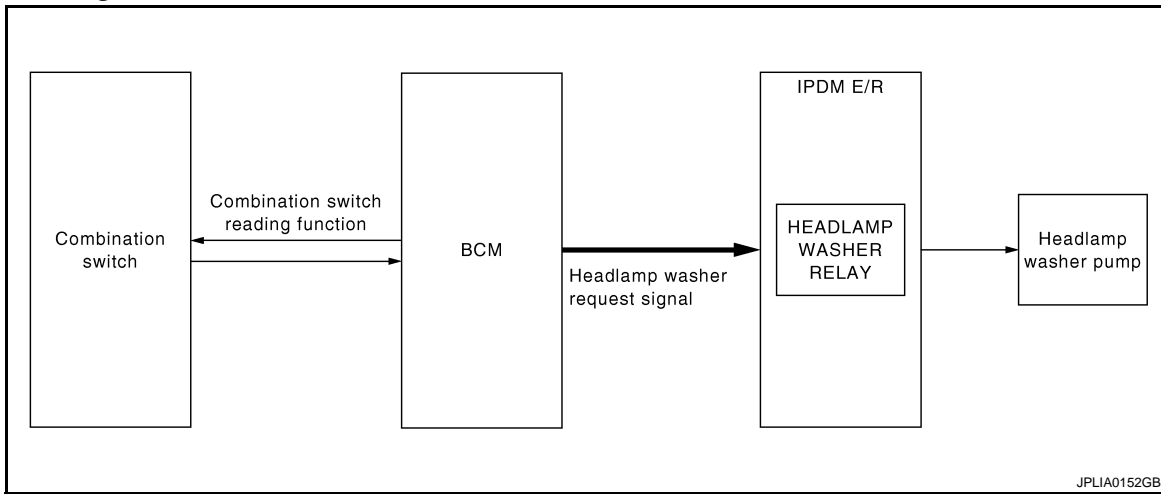 IPDM E/R
Combination switch
reading function
Combination
switch
BCM
Headlamp washer
request signal
HEADLAMP
WASHER
RELAY
Headlamp
washer pump
JPLIA0152GB